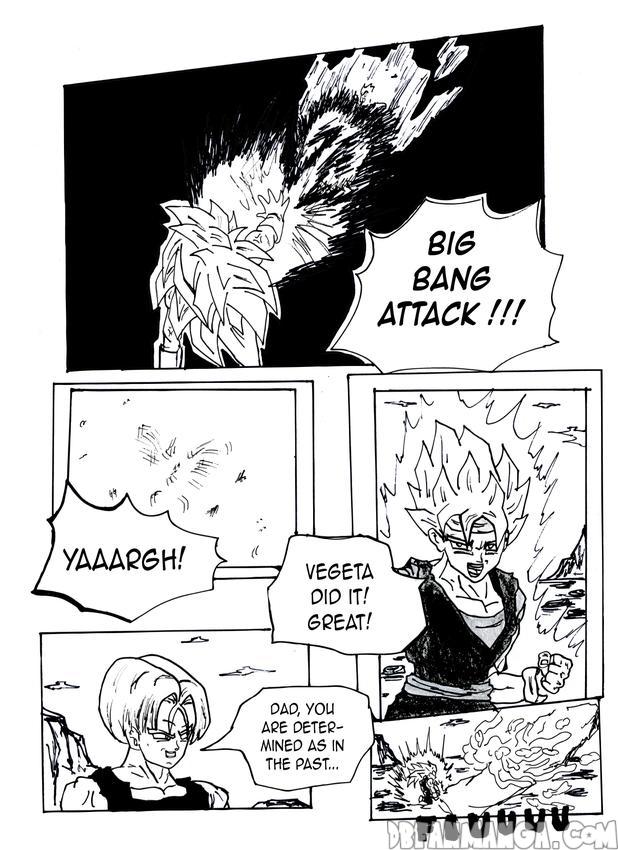 BIG
BANG
ATTACK !!!
YAAARGH!
VEGETA
DID IT!
GREAT!
DAD, YOU
ARE DETER-
MINED AS IN
THE PAST...
DBFANMANGA.COM